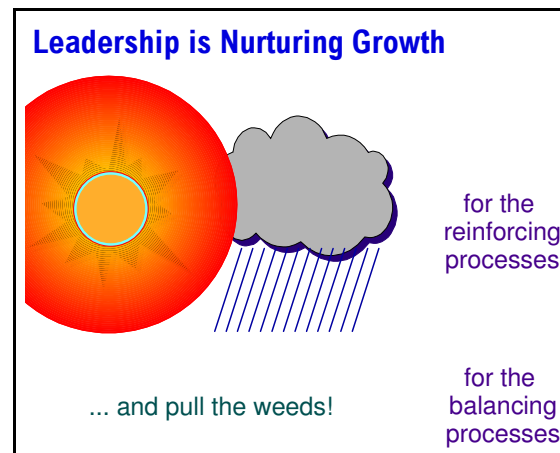 Leadership is Nurturing Growth
for the
reinforcing
processes
... and pull the weeds!
for the
balancing
processes